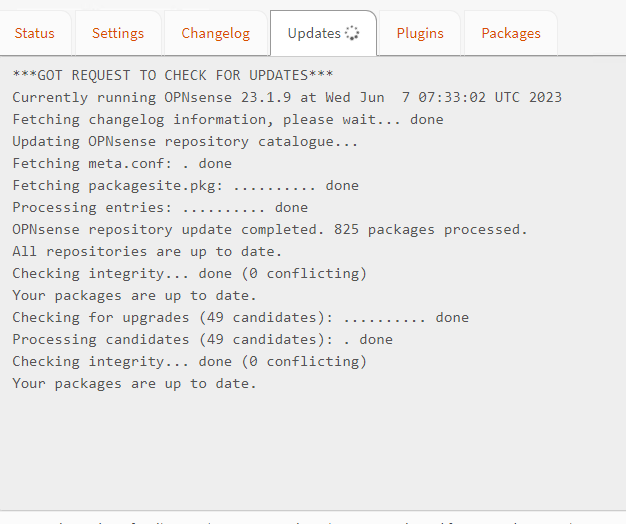 Status Settings Changelog Updates Plugins Packages
***GOT REQUEST TO CHECK FOR UPDATES***
Currently running OPNsense 23.1.9 at Wed Jun  7 07:33:02 UTC 2023
Fetching changelog information, please wait... done
Updating OPNsense repository catalogue...
Fetching meta.conf: . done
Fetching packagesite.pkg: .......... done
Processing entries: .......... done
OPNsense repository update completed. 825 packages processed.
All repositories are up to date.
Checking integrity... done (0 conflicting)
Your packages are up to date.
Checking for upgrades (49 candidates): .......... done
Processing candidates (49 candidates): . done
Checking integrity... done (0 conflicting)
Your packages are up to date.